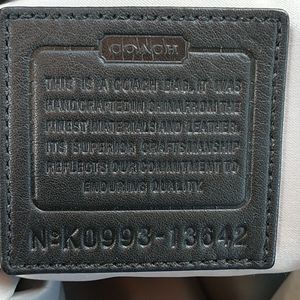 COACH
THIS IS A COACH BAG. IT WAS
HANDCRAFTED IN CHINA FROM THE
FINEST MATERIALS AND LEATHER.
ITS SUPERIOR CRAFTSMANSHIP
REFLECTS OUR COMMITMENT TO
ENDURING QUALITY.
Nº K0993-13642